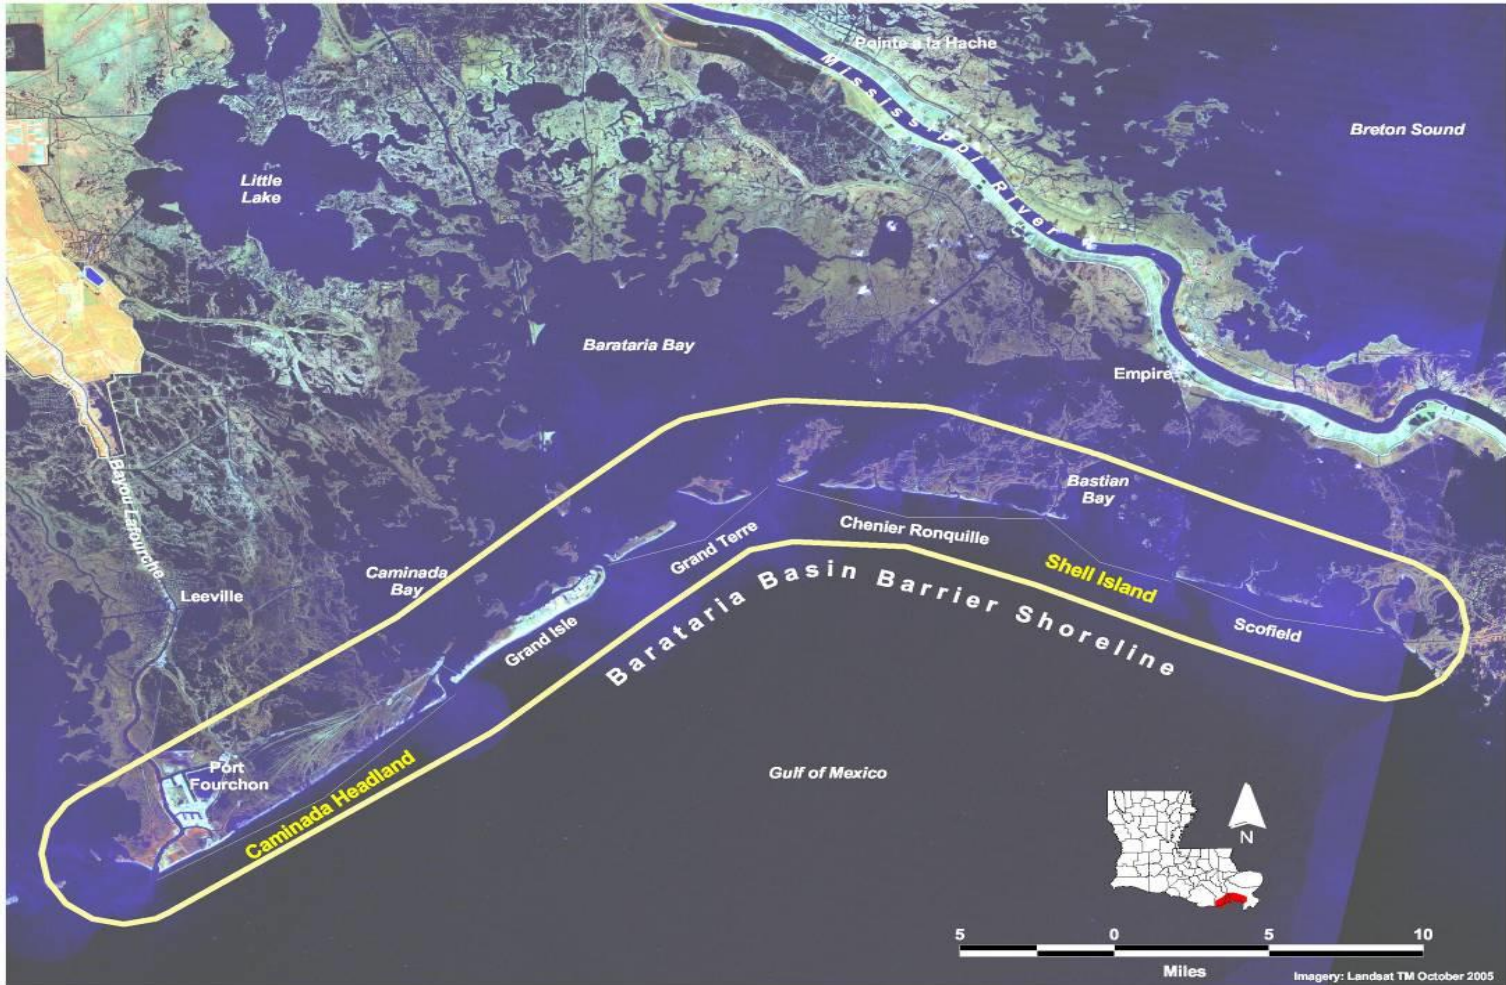 Pointe a la Hache
Mississippi River
Breton Sound
Little
Lake
Barataria Bay
Empire
Bayou Lafourche
Bastian
Bay
Chenier Ronquille
Grand Terre
Shell Island
Caminada
Bay
Leeville
Scofield
Grand Isle
Barataria Basin Barrier Shoreline
Port
Fourchon
Caminada Headland
Gulf of Mexico
N
5 0 5 10
Miles
Imagery: Landsat TM October 2005